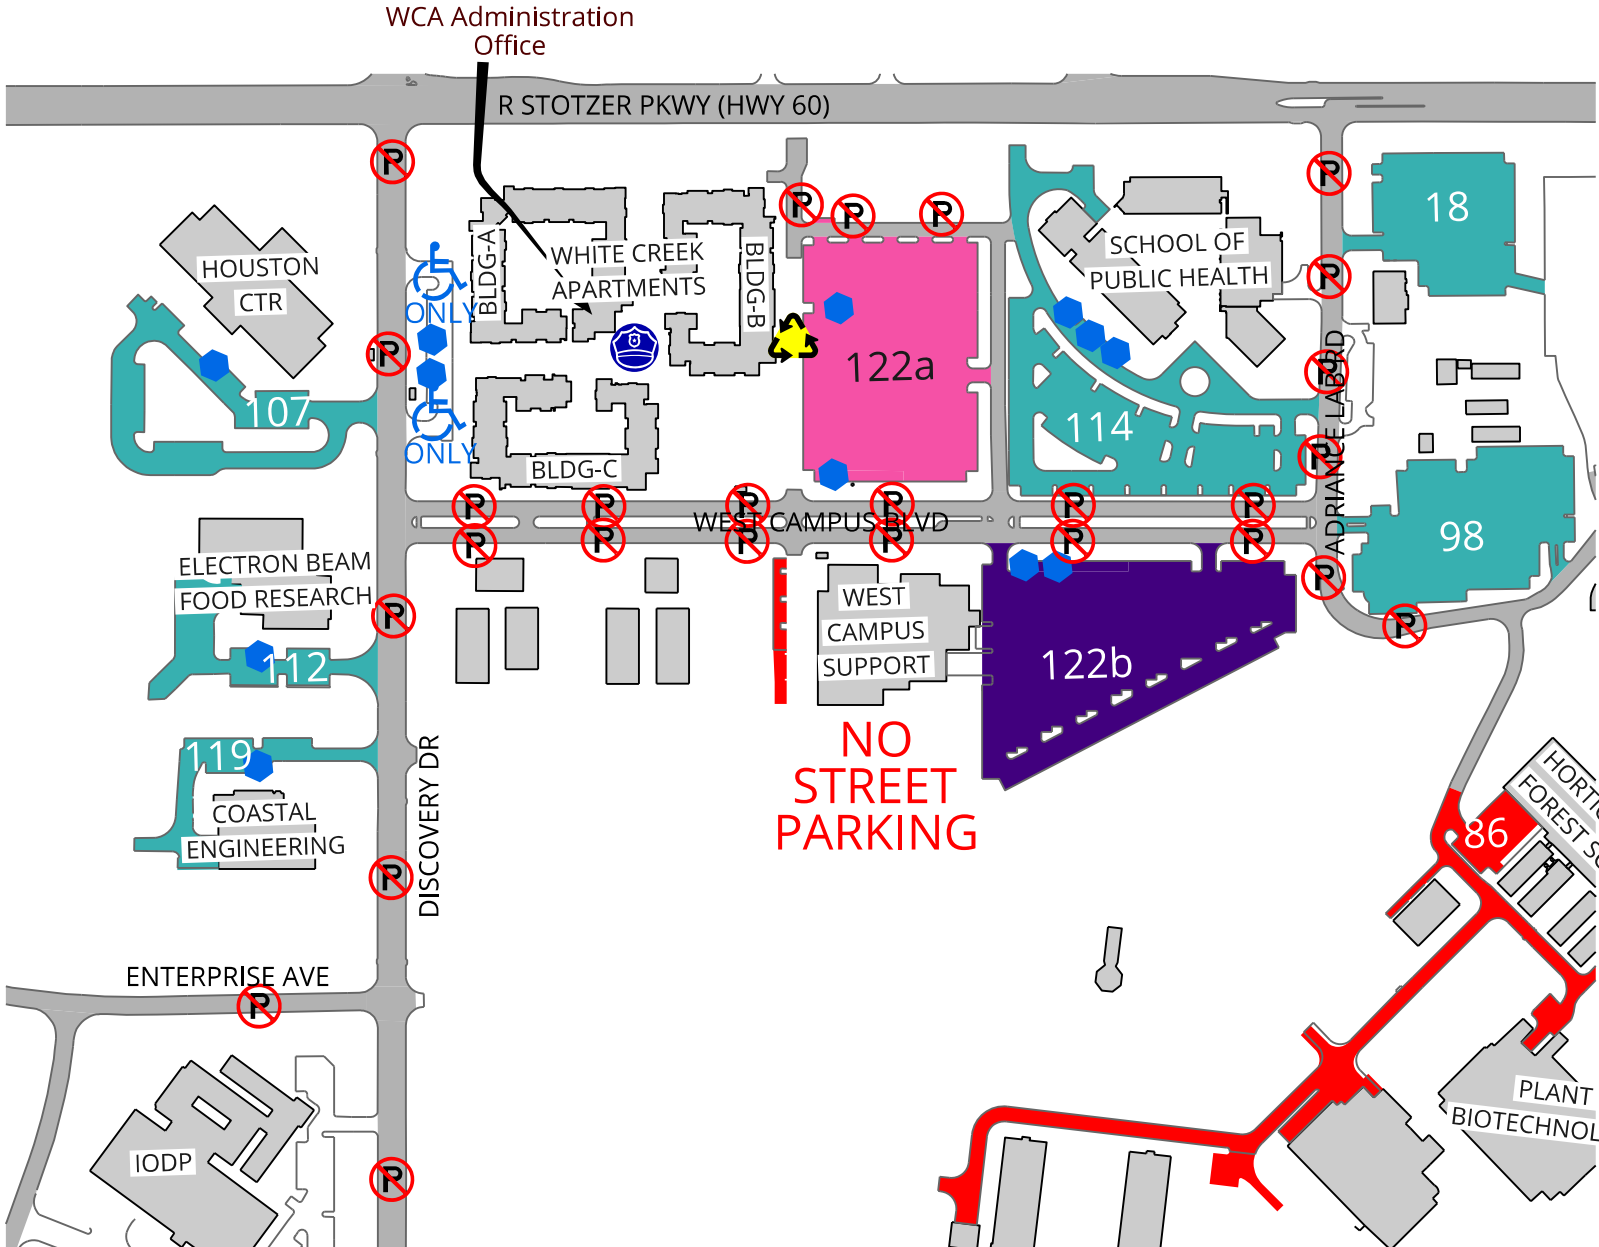 WCA Administration
Office
R STOTZER PKWY (HWY 60)
18
HOUSTON
CTR
BLDG-A
WHITE CREEK
APARTMENTS
BLDG-B
SCHOOL OF
PUBLIC HEALTH
ONLY
122a
107
114
ONLY
BLDG-C
WEST CAMPUS BLVD
ADRIANCE LAB RD
98
ELECTRON BEAM
FOOD RESEARCH
WEST
CAMPUS
SUPPORT
112
122b
119
NO
STREET
PARKING
COASTAL
ENGINEERING
DISCOVERY DR
86
HORTIC
FOREST SC
ENTERPRISE AVE
PLANT
BIOTECHNOL
IODP